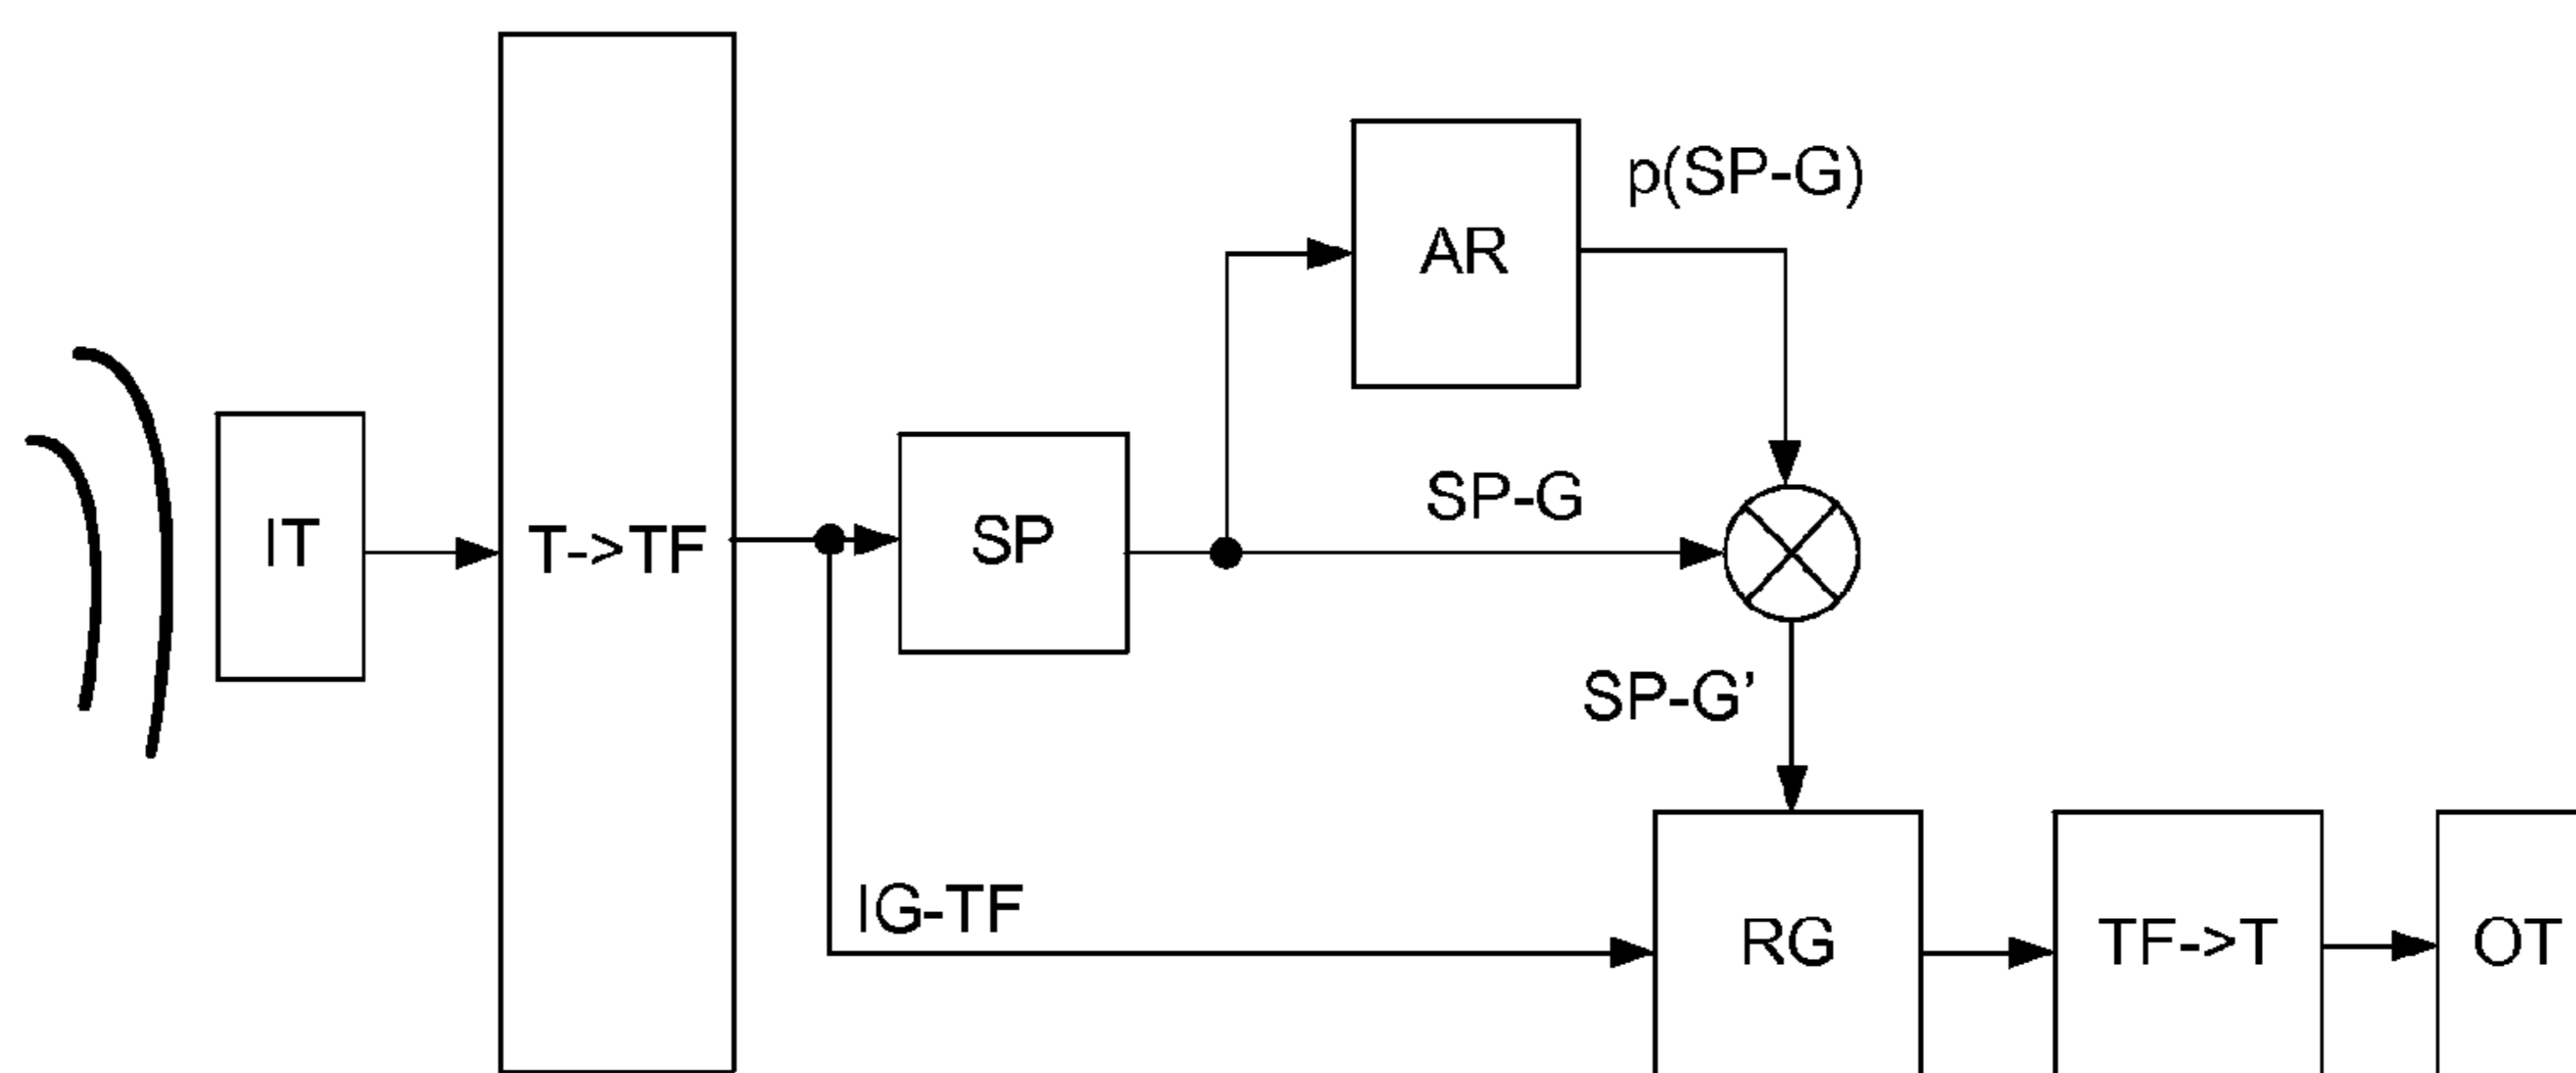 p(SP-G)
AR
SP-G
IT
T->TF
SP
SP-G’
IG-TF
RG
TF->T
OT